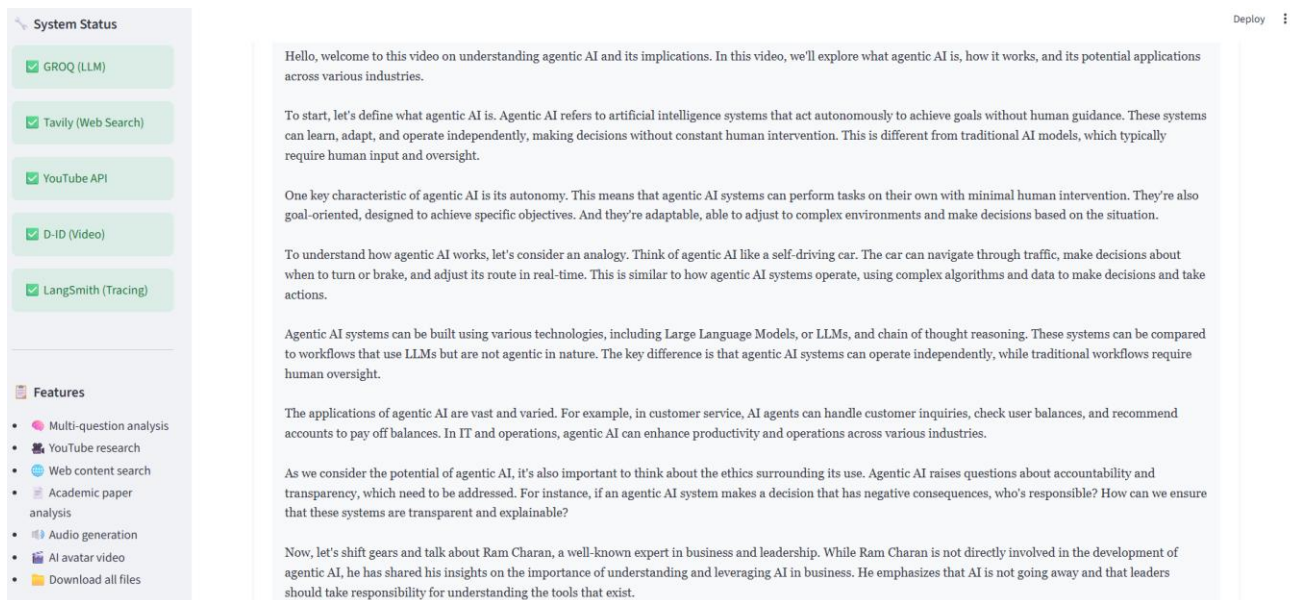 System Status
GROQ (LLM)
Tavily (Web Search)
YouTube API
D-ID (Video)
LangSmith (Tracing)
Features
Multi-question analysis
YouTube research
Web content search
Academic paper
analysis
Audio generation
AI avatar video
Download all files
Deploy
Hello, welcome to this video on understanding agentic AI and its implications. In this video, we'll explore what agentic AI is, how it works, and its potential applications
across various industries.
To start, let's define what agentic AI is. Agentic AI refers to artificial intelligence systems that act autonomously to achieve goals without human guidance. These systems
can learn, adapt, and operate independently, making decisions without constant human intervention. This is different from traditional AI models, which typically
require human input and oversight.
One key characteristic of agentic AI is its autonomy. This means that agentic AI systems can perform tasks on their own with minimal human intervention. They're also
goal-oriented, designed to achieve specific objectives. And they're adaptable, able to adjust to complex environments and make decisions based on the situation.
To understand how agentic AI works, let's consider an analogy. Think of agentic AI like a self-driving car. The car can navigate through traffic, make decisions about
when to turn or brake, and adjust its route in real-time. This is similar to how agentic AI systems operate, using complex algorithms and data to make decisions and take
actions.
Agentic AI systems can be built using various technologies, including Large Language Models, or LLMs, and chain of thought reasoning. These systems can be compared
to workflows that use LLMs but are not agentic in nature. The key difference is that agentic AI systems can operate independently, while traditional workflows require
human oversight.
The applications of agentic AI are vast and varied. For example, in customer service, AI agents can handle customer inquiries, check user balances, and recommend
accounts to pay off balances. In IT and operations, agentic AI can enhance productivity and operations across various industries.
As we consider the potential of agentic AI, it's also important to think about the ethics surrounding its use. Agentic AI raises questions about accountability and
transparency, which need to be addressed. For instance, if an agentic AI system makes a decision that has negative consequences, who's responsible? How can we ensure
that these systems are transparent and explainable?
Now, let's shift gears and talk about Ram Charan, a well-known expert in business and leadership. While Ram Charan is not directly involved in the development of
agentic AI, he has shared his insights on the importance of understanding and leveraging AI in business. He emphasizes that AI is not going away and that leaders
should take responsibility for understanding the tools that exist.